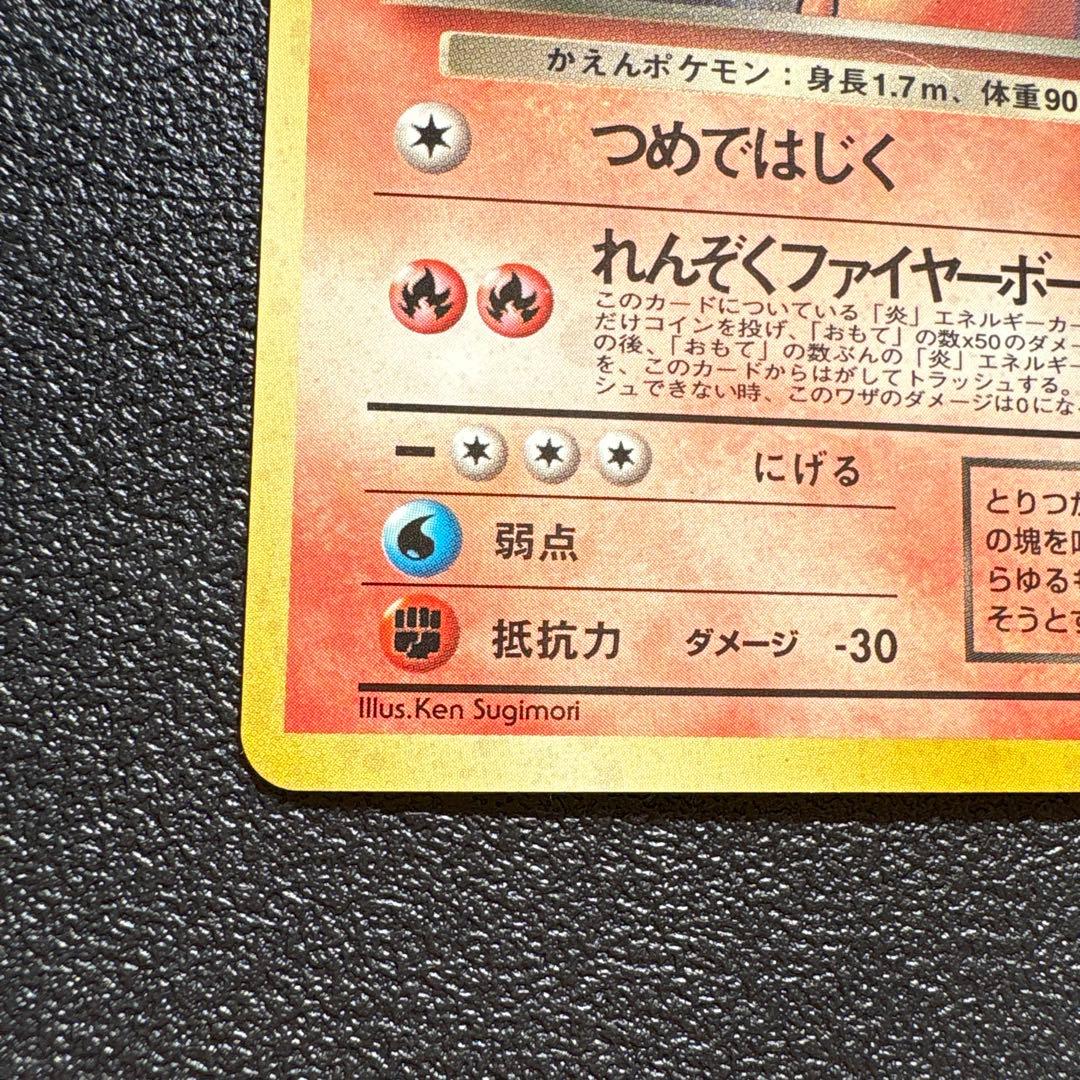 かえんポケモン：身長1.7m、体重90
つめではじく
れんぞくファイヤーボー
このカードについている「炎」エネルギーカー
だけコインを投げ、「おもて」の数x50のダメー
の後、「おもて」の数ぶんの「炎」エネルギー
を、このカードからはがしてトラッシュする。
シュできない時、このワザのダメージは0にな
にげる
弱点
抵抗力 ダメージ -30
とりつ
の塊を
らゆる
そうとす
Illus.Ken Sugimori